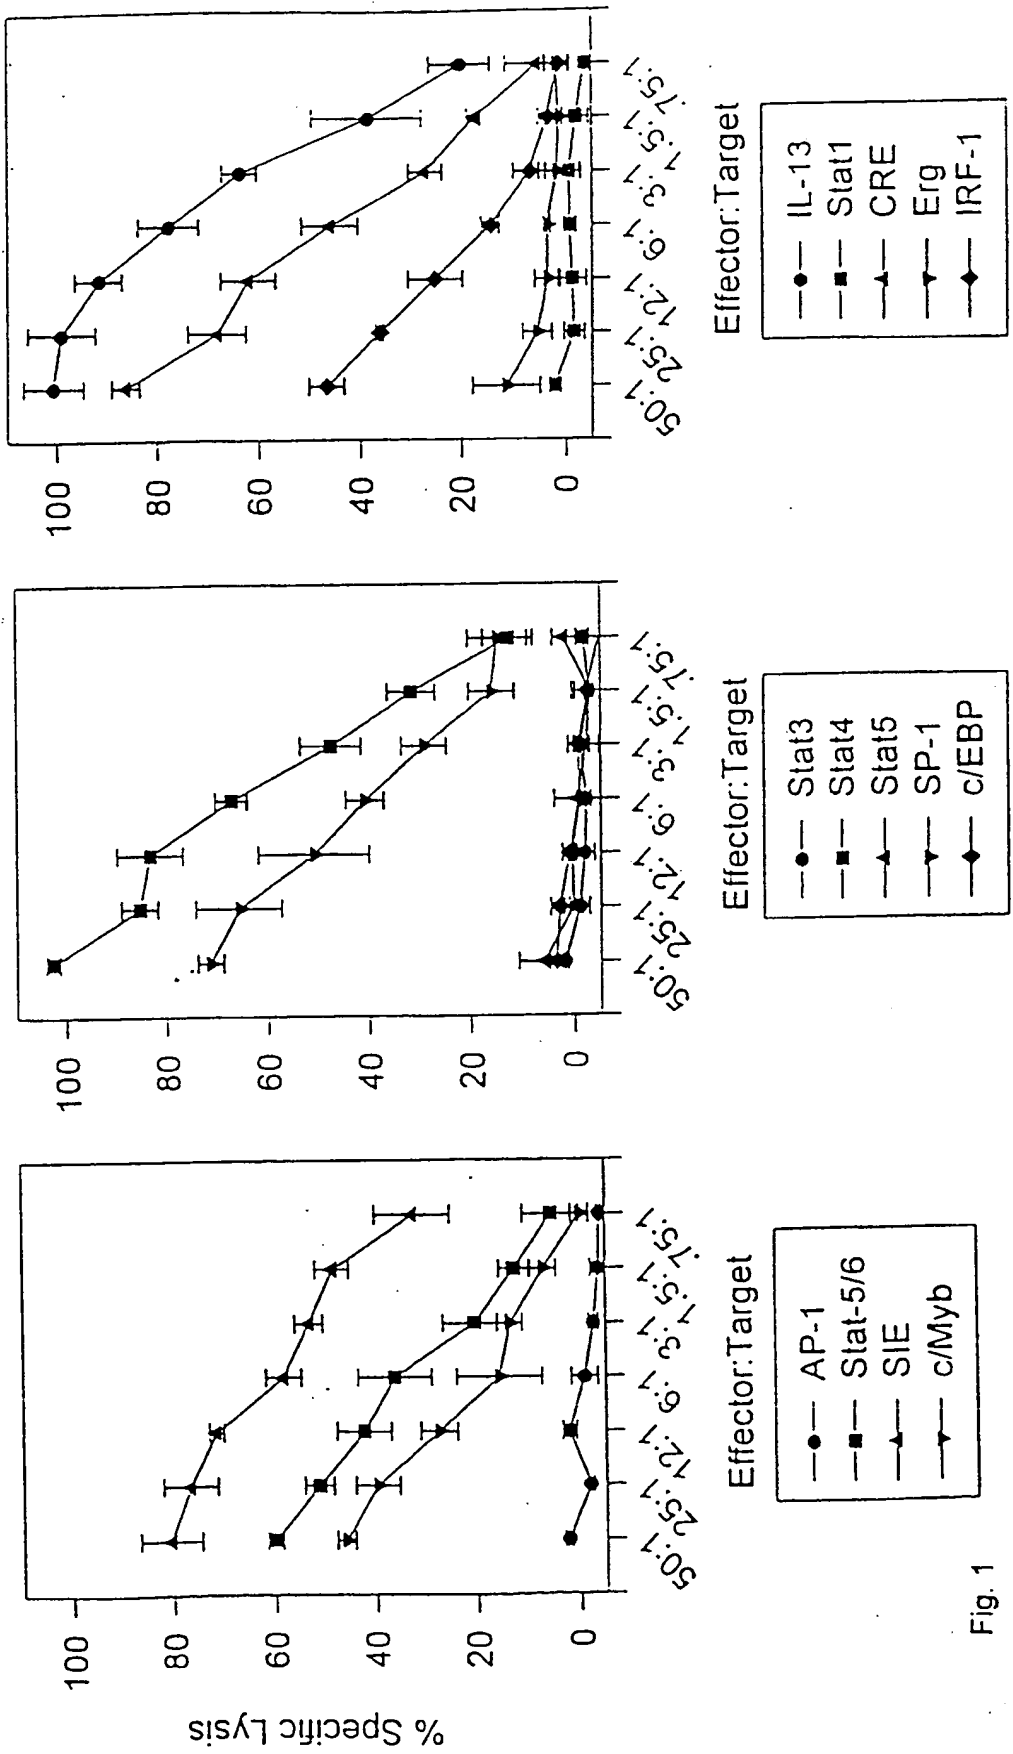 % Specific Lysis
100
80
60
40
20
0
50:1
25:1
12:1
6:1
3:1
1.5:1
.75:1
Effector:Target
AP-1
Stat-5/6
SIE
c/Myb
100
80
60
40
20
0
50:1
25:1
12:1
6:1
3:1
1.5:1
.75:1
Effector:Target
Stat3
Stat4
Stat5
SP-1
c/EBP
100
80
60
40
20
0
50:1
25:1
12:1
6:1
3:1
1.5:1
.75:1
Effector:Target
IL-13
Stat1
CRE
Erg
IRF-1
Fig. 1